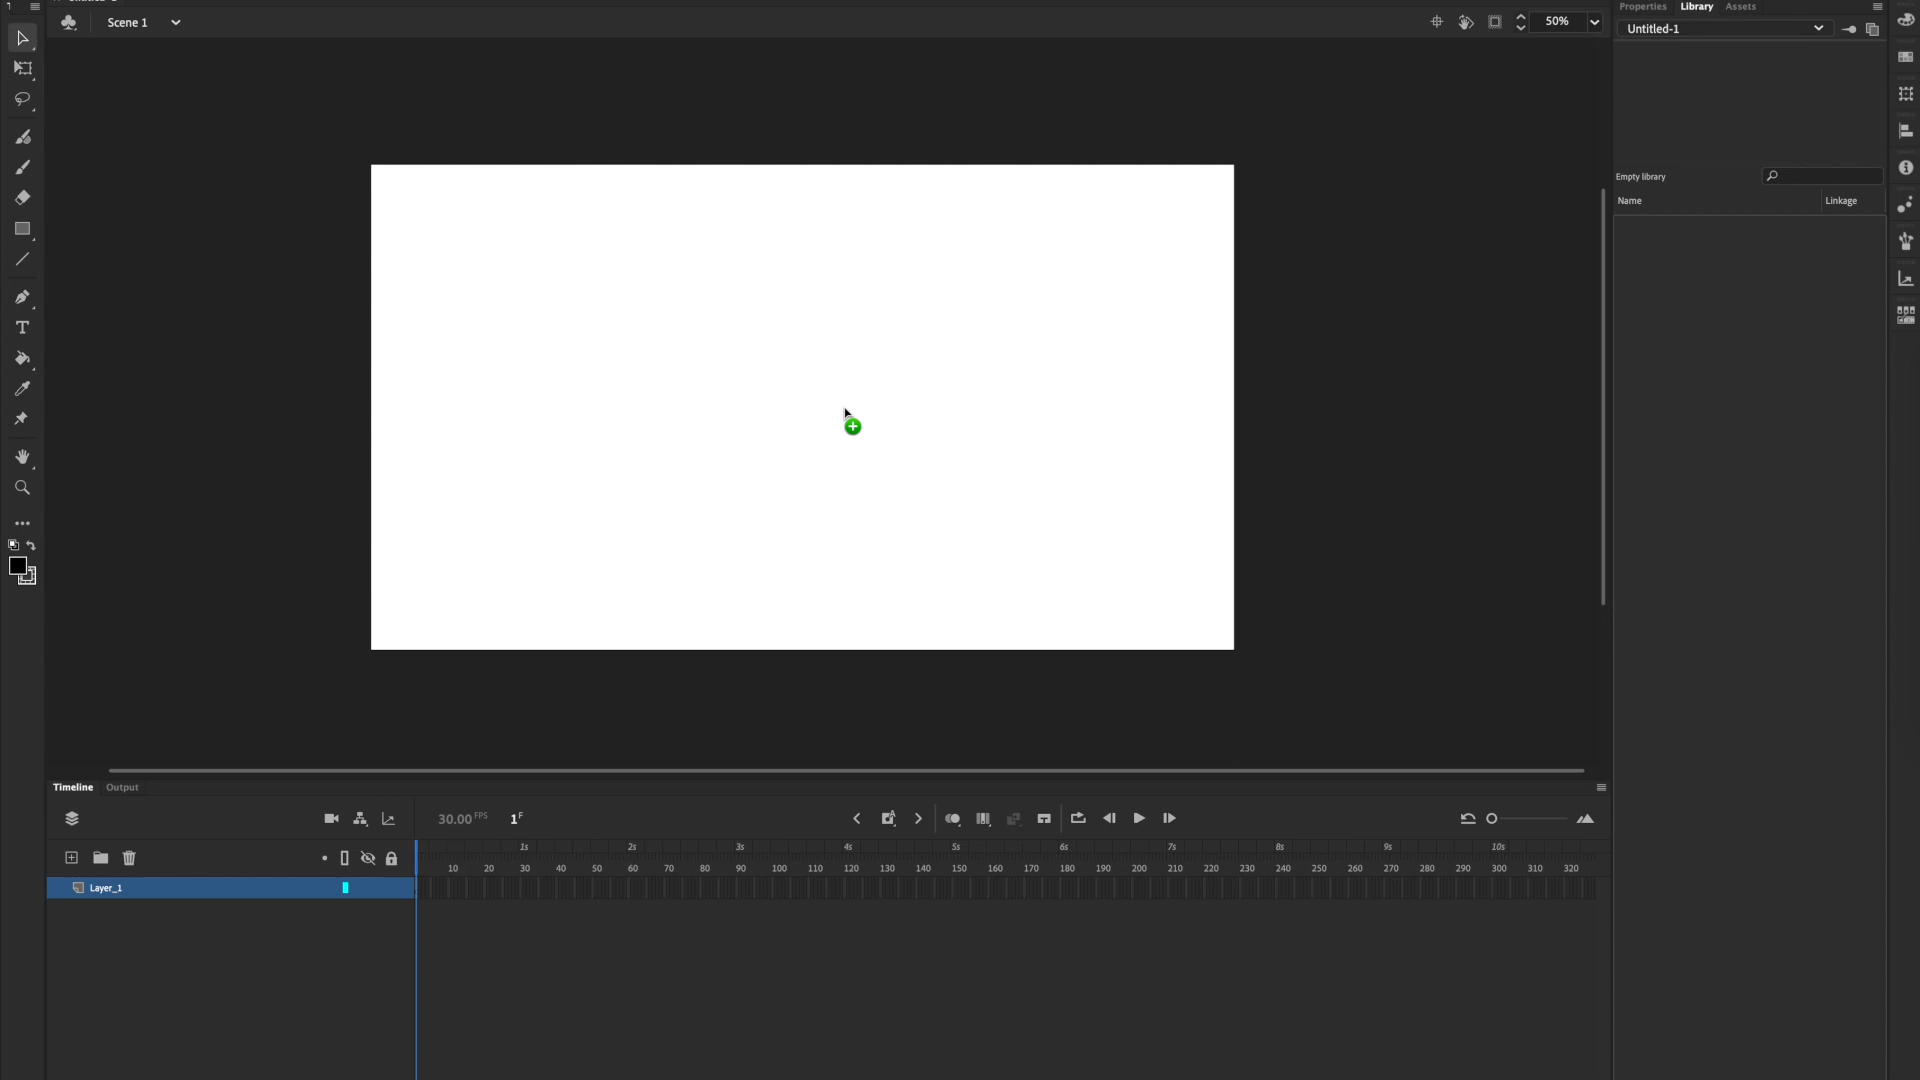 Scene 1
50%
Properties Library Assets
Untitled-1
Empty library
Name Linkage
Timeline Output
30.00 FPS 1 F
1s 2s 3s 4s 5s 6s 7s 8s 9s 10s
10 20 30 40 50 60 70 80 90 100 110 120 130 140 150 160 170 180 190 200 210 220 230 240 250 260 270 280 290 300 310 320
Layer_1